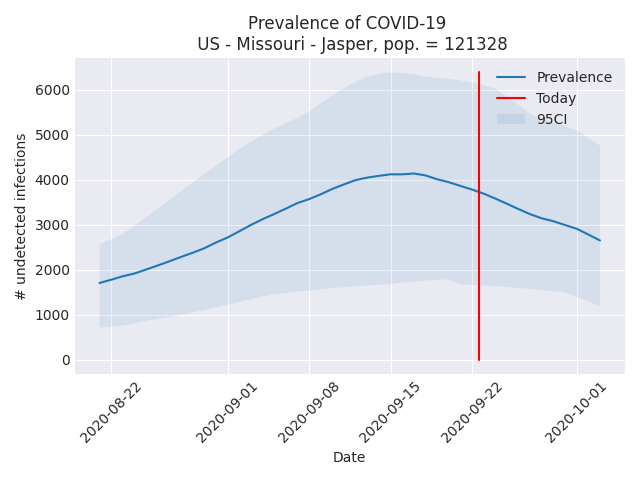 Prevalence of COVID-19
US - Missouri - Jasper, pop. = 121328
Prevalence
Today
95CI
# undetected infections
6000
5000
4000
3000
2000
1000
0
2020-08-22
2020-09-01
2020-09-08
2020-09-15
2020-09-22
2020-10-01
Date